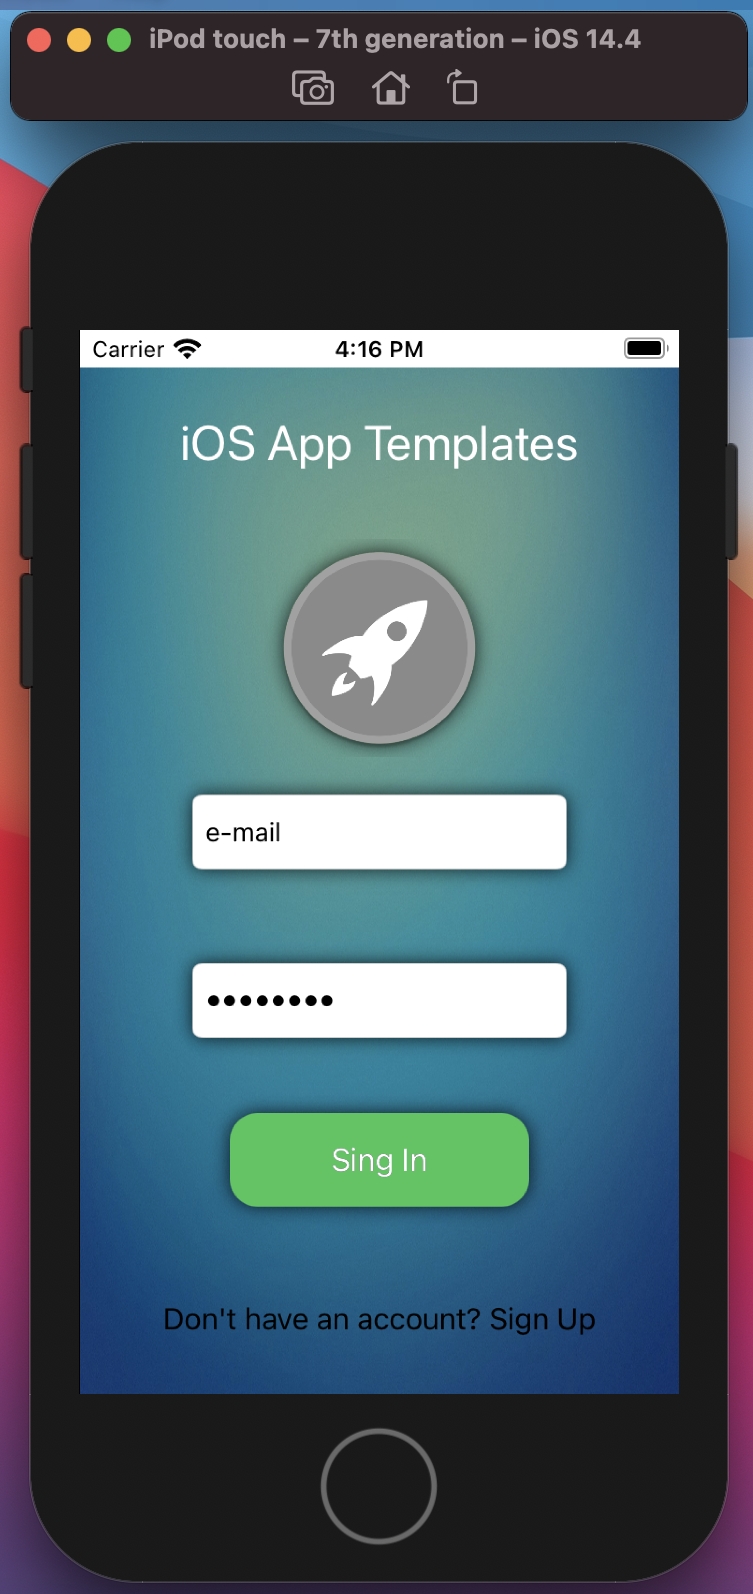 iPod touch – 7th generation – iOS 14.4
Carrier 4:16 PM
iOS App Templates
e-mail
••••••••
Sing In
Don't have an account? Sign Up